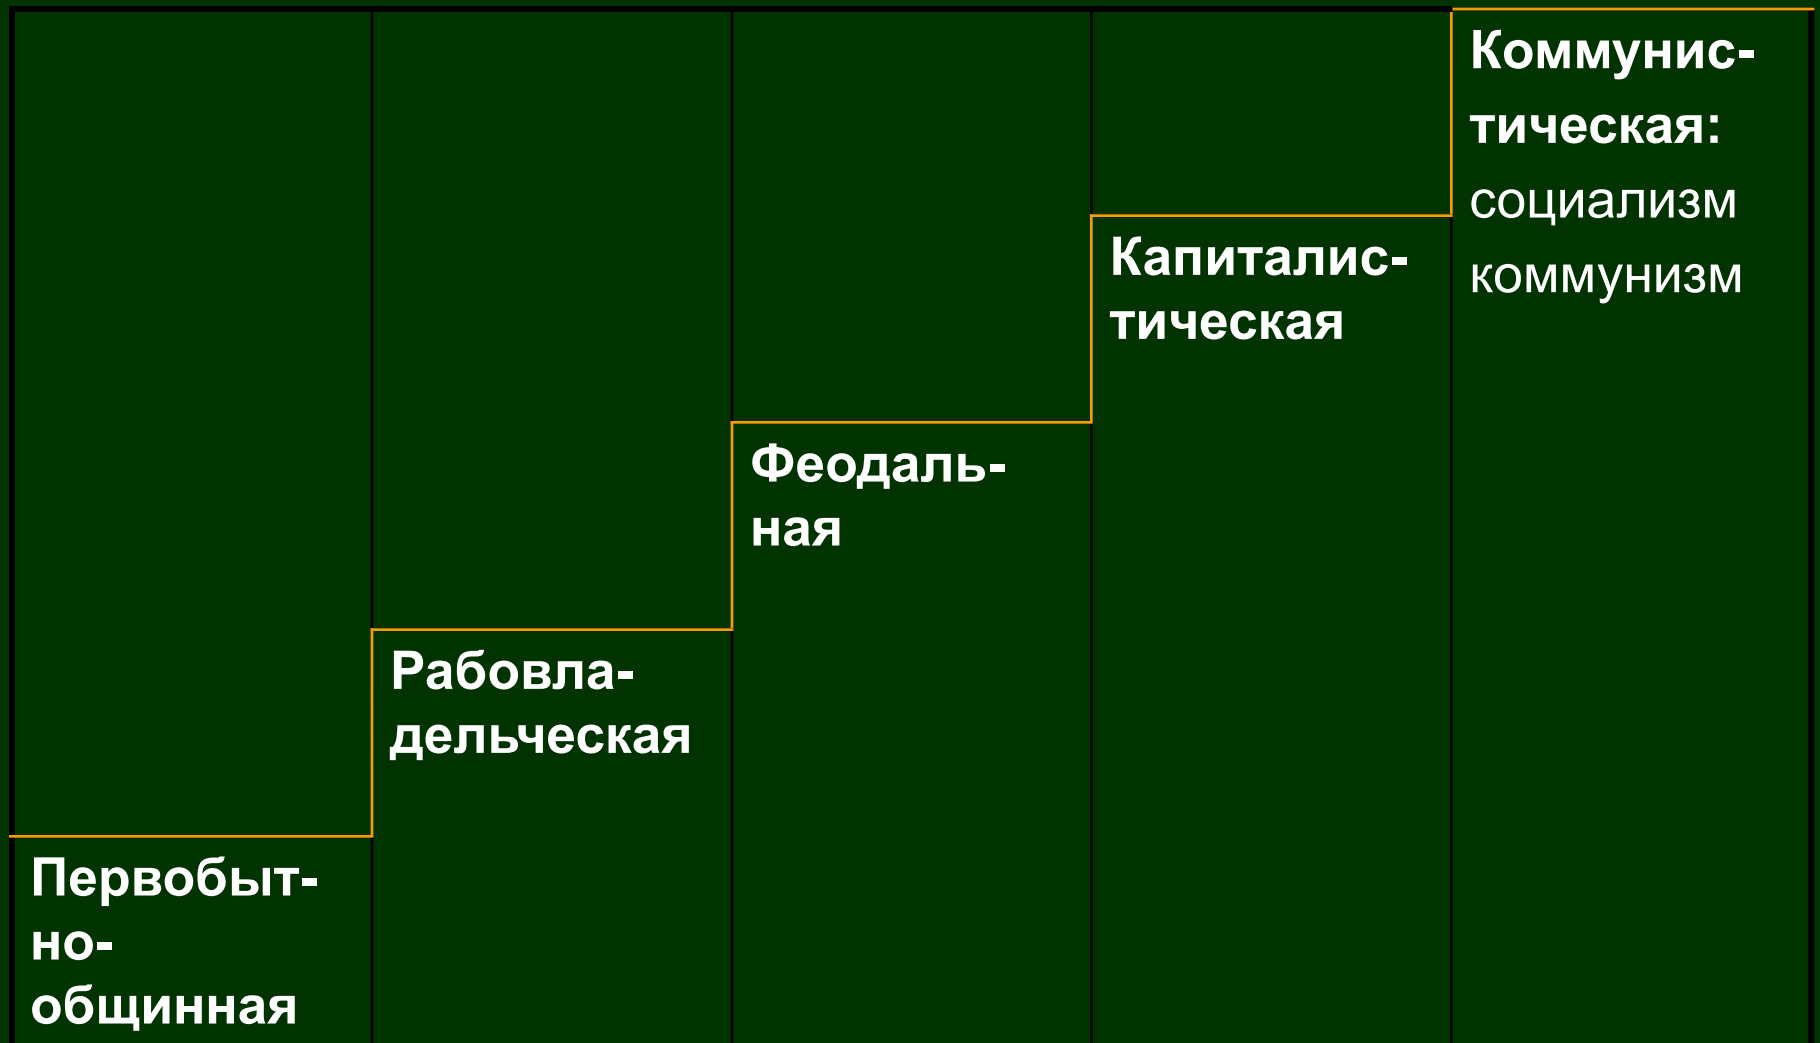 Коммунис-
тическая:
социализм
коммунизм
Капиталис-
тическая
Феодаль-
ная
Рабовла-
дельческая
Первобыт-
но-
общинная